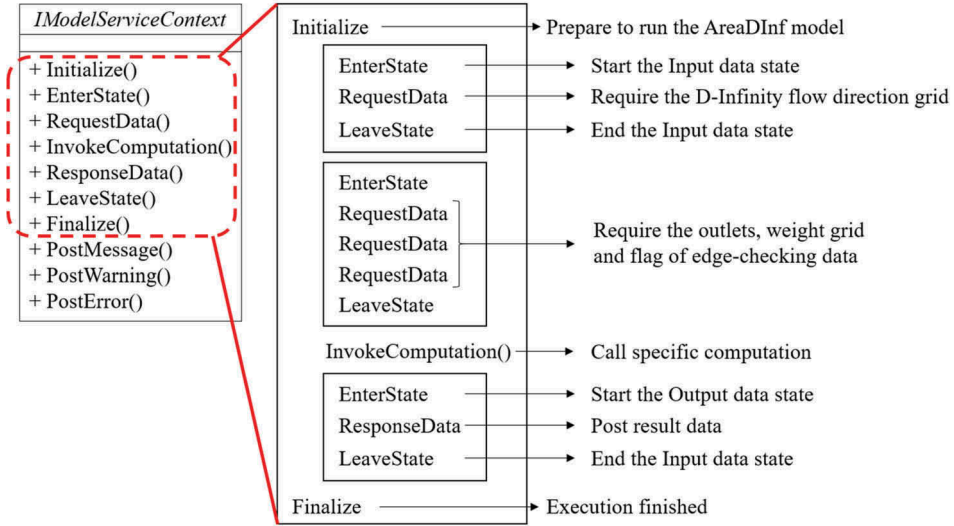 IModelServiceContext
+ Initialize()
+ EnterState()
+ RequestData()
+ InvokeComputation()
+ ResponseData()
+ LeaveState()
+ Finalize()
+ PostMessage()
+ PostWarning()
+ PostError()
Initialize Prepare to run the AreaDInf model
EnterState Start the Input data state
RequestData Require the D-Infinity flow direction grid
LeaveState End the Input data state
EnterState
RequestData
RequestData
RequestData
LeaveState
Require the outlets, weight grid
and flag of edge-checking data
InvokeComputation() Call specific computation
EnterState Start the Output data state
ResponseData Post result data
LeaveState End the Input data state
Finalize Execution finished